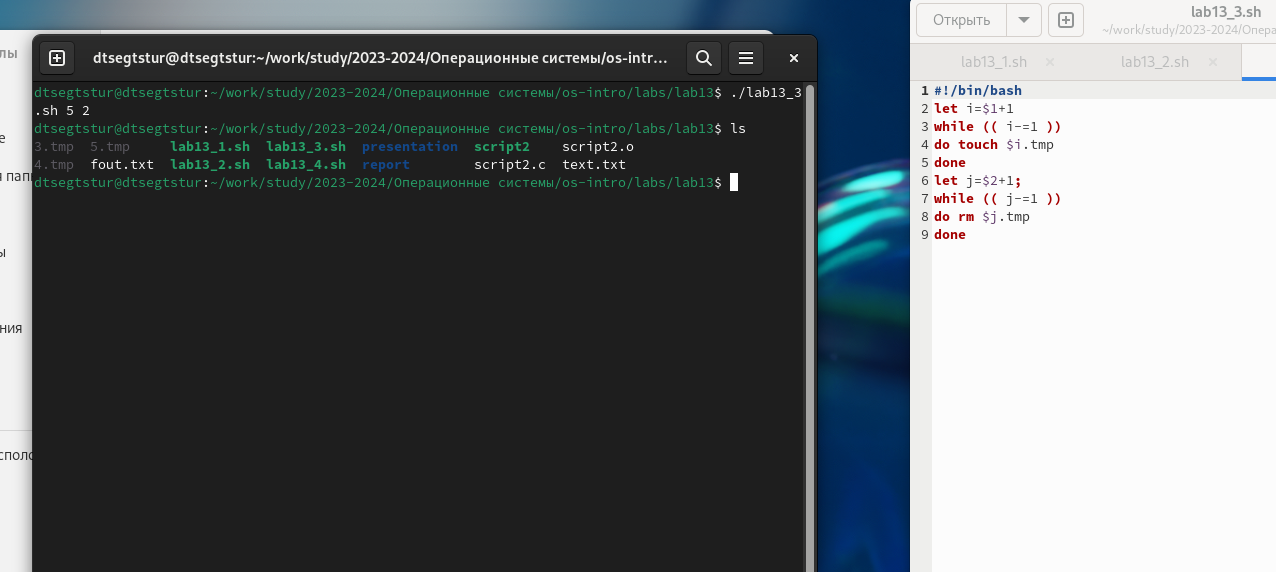 лы
е
я
ы
ния
dtsegtstur@dtsegtstur:~/work/study/2023-2024/Операционные системы/os-intr...
dtsegtstur@dtsegtstur:~/work/study/2023-2024/Операционные системы/os-intro/labs/lab13$ ./lab13_3
.sh 5 2
dtsegtstur@dtsegtstur:~/work/study/2023-2024/Операционные системы/os-intro/labs/lab13$ ls
3.tmp 5.tmp lab13_1.sh lab13_3.sh presentation script2 script2.o
4.tmp fout.txt lab13_2.sh lab13_4.sh report script2.c text.txt
dtsegtstur@dtsegtstur:~/work/study/2023-2024/Операционные системы/os-intro/labs/lab13$
Открыть
lab13_3.sh
~/work/study/2023-2024/Опера
lab13_1.sh × lab13_2.sh ×
1 #!/bin/bash
2 let i=$1+1
3 while (( i-=1 ))
4 do touch $i.tmp
5 done
6 let j=$2+1;
7 while (( j-=1 ))
8 do rm $j.tmp
9 done